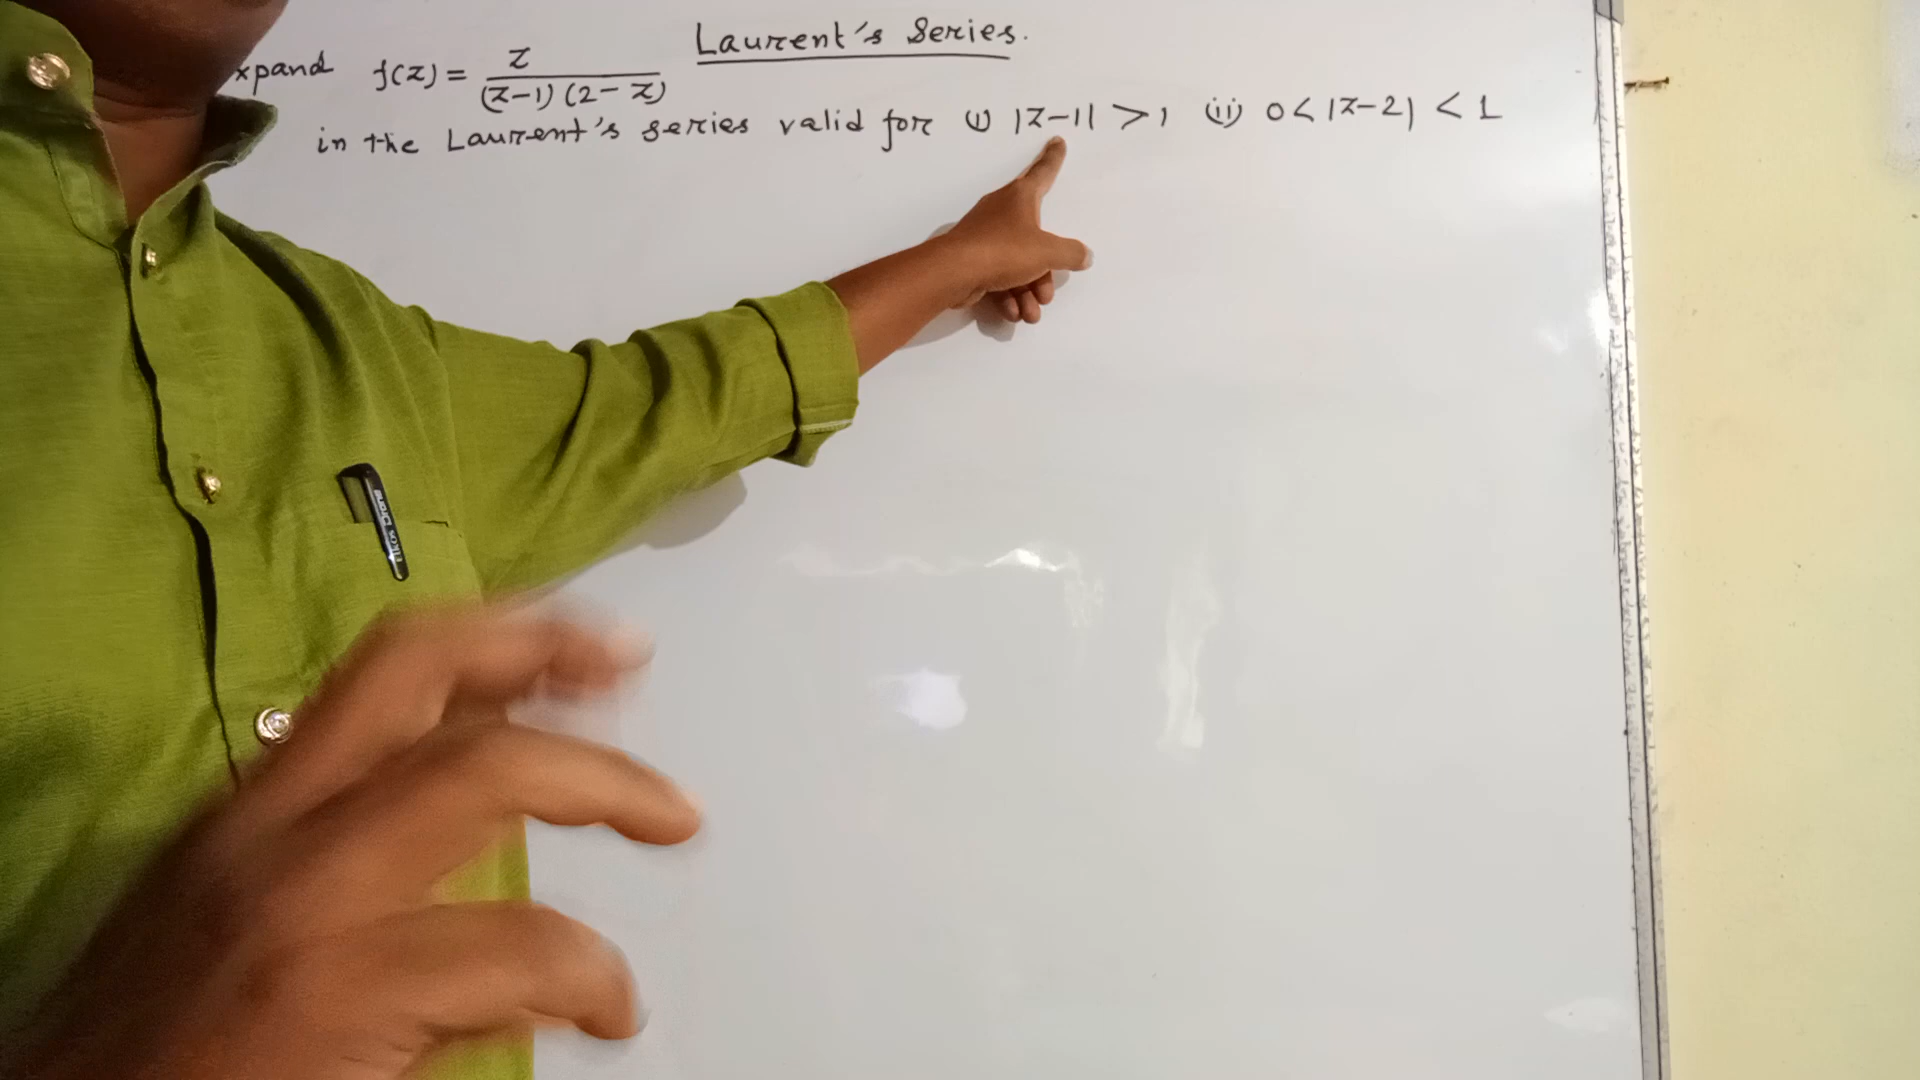 Laurent's Series.
xpand f(z) = z / (z-1) (2-z)
in the Laurent's series valid for (i) |z-1| > 1 (ii) 0 < |z-2| < 1